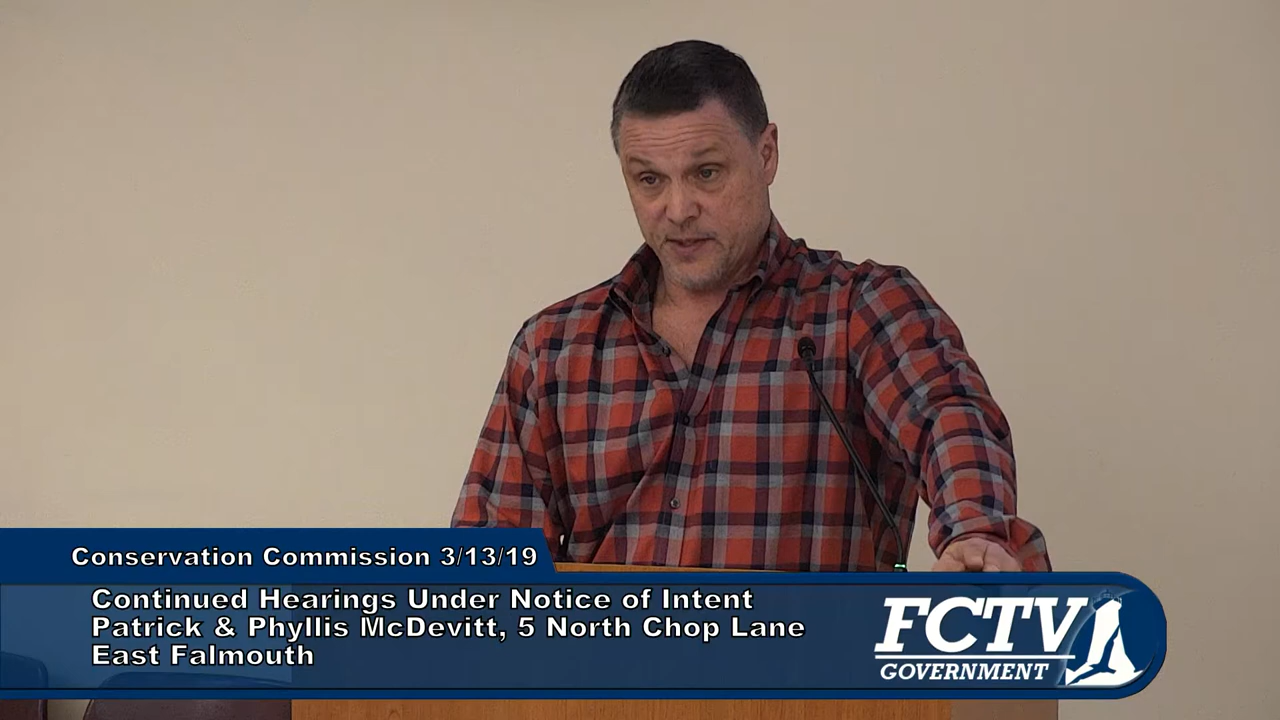 Conservation Commission 3/13/19
Continued Hearings Under Notice of Intent
Patrick & Phyllis McDevitt, 5 North Chop Lane
East Falmouth
FCTV
GOVERNMENT